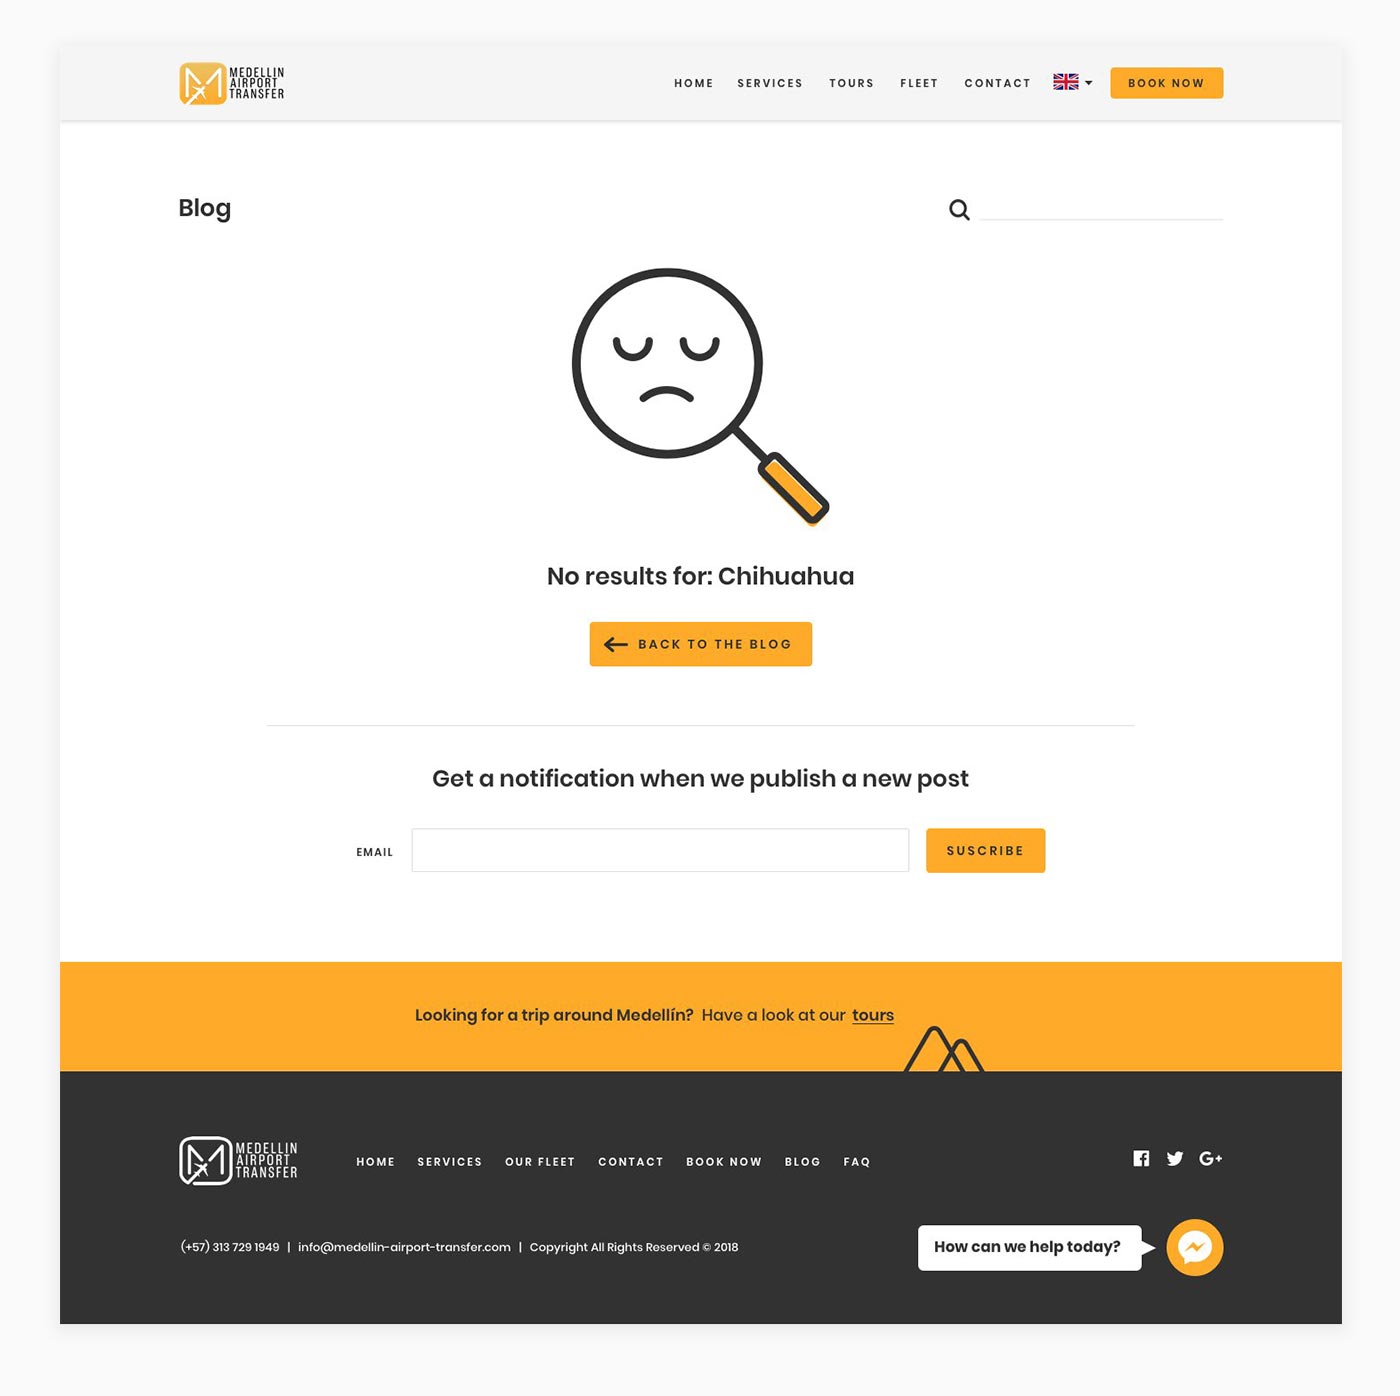 MEDELLIN
AIRPORT
TRANSFER
HOME SERVICES TOURS FLEET CONTACT BOOK NOW
Blog
No results for: Chihuahua
BACK TO THE BLOG
Get a notification when we publish a new post
EMAIL SUSCRIBE
Looking for a trip around Medellín? Have a look at our tours
MEDELLIN
AIRPORT
TRANSFER
HOME SERVICES OUR FLEET CONTACT BOOK NOW BLOG FAQ
G+
(+57) 313 729 1949 | info@medellin-airport-transfer.com | Copyright All Rights Reserved © 2018
How can we help today?